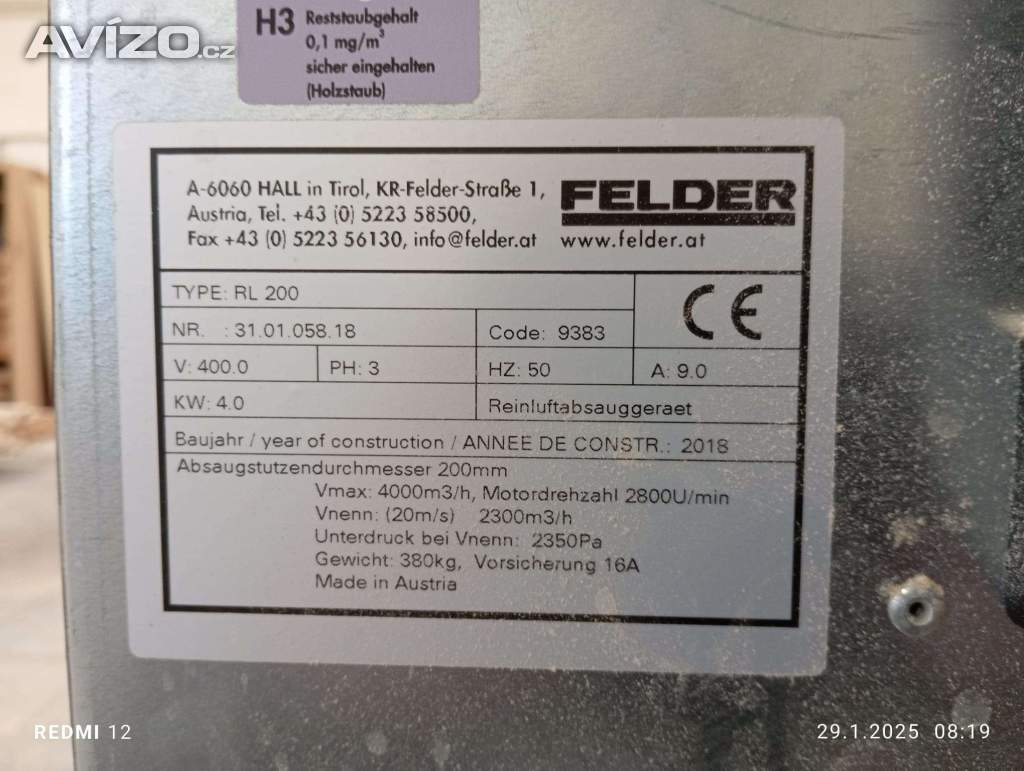 AVÍZO.cz
H3 Reststaubgehalt
0,1 mg/m³
sicher eingehalten
(Holzstaub)
A-6060 HALL in Tirol, KR-Felder-Straße 1,
Austria, Tel. +43 (0) 5223 58500,
Fax +43 (0) 5223 56130, info@felder.at
FELDER
www.felder.at
TYPE: RL 200
CE
NR. : 31.01.058.18
Code: 9383
V: 400.0
PH: 3
HZ: 50
A: 9.0
KW: 4.0
Reinluftabsauggeraet
Baujahr / year of construction / ANNEE DE CONSTR.: 2018
Absaugstutzendurchmesser 200mm
Vmax: 4000m3/h, Motordrehzahl 2800U/min
Vnenn: (20m/s) 2300m3/h
Unterdruck bei Vnenn: 2350Pa
Gewicht: 380kg, Vorsicherung 16A
Made in Austria
REDMI 12
29.1.2025 08:19